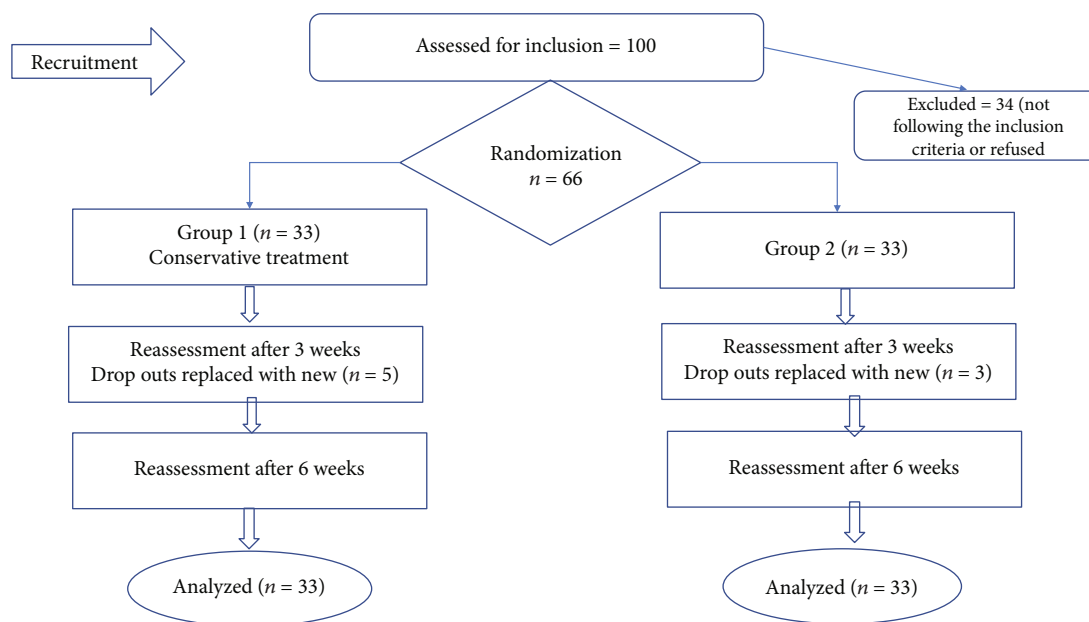 Recruitment
Assessed for inclusion = 100
Excluded = 34 (not
following the inclusion
criteria or refused
Randomization
n = 66
Group 1 (n = 33)
Conservative treatment
Group 2 (n = 33)
Reassessment after 3 weeks
Drop outs replaced with new (n = 5)
Reassessment after 3 weeks
Drop outs replaced with new (n = 3)
Reassessment after 6 weeks
Reassessment after 6 weeks
Analyzed (n = 33)
Analyzed (n = 33)